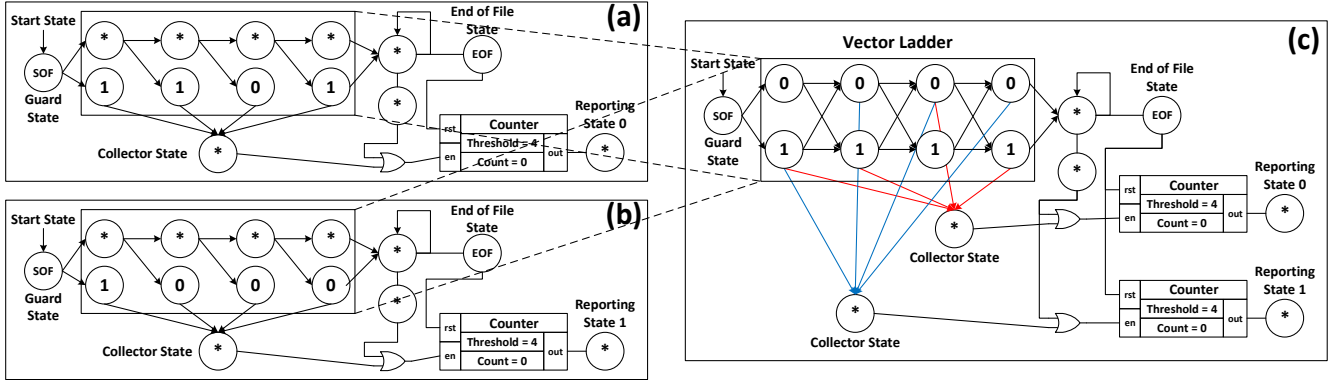 (a)
Start State
End of File
State
* * * * *
SOF
EOF
1 1 0 1
Guard
State
*
Reporting
State 0
rst
Counter
Threshold = 4
en
Count = 0
out
*
Collector State
*
(b)
Start State
End of File
State
* * * * *
SOF
EOF
1 0 0 0
Guard
State
*
Reporting
State 1
rst
Counter
Threshold = 4
en
Count = 0
out
*
Collector State
*
(c)
Vector Ladder
Start State
End of File
State
0 0 0 0
*
SOF
EOF
Guard
State
1 1 1 1
*
Reporting
State 0
rst
Counter
Threshold = 4
en
Count = 0
out
*
*
Collector State
Reporting
State 1
rst
Counter
Threshold = 4
en
Count = 0
out
*
*
Collector State